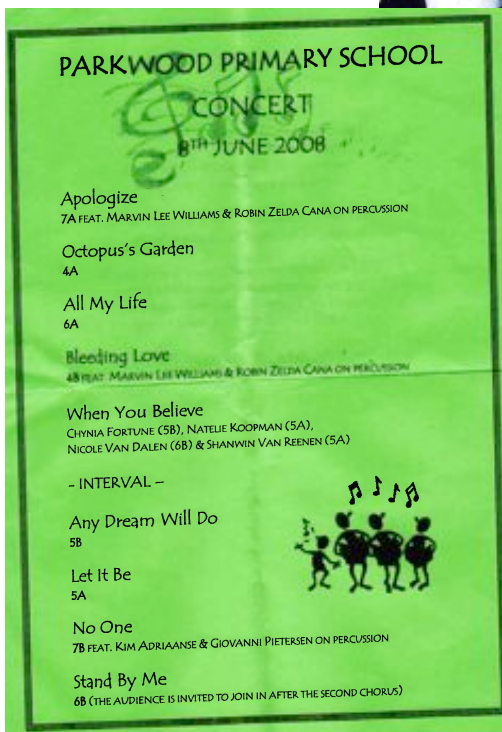 PARKWOOD PRIMARY SCHOOL
CONCERT
8TH JUNE 2008
Apologize
7A FEAT. MARVIN LEE WILLIAMS & ROBIN ZELDA CANA ON PERCUSSION
Octopus's Garden
4A
All My Life
6A
Bleeding Love
4B FEAT. MARVIN LEE WILLIAMS & ROBIN ZELDA CANA ON PERCUSSION
When You Believe
CHYNIA FORTUNE (5B), NATELIE KOOPMAN (5A),
NICOLE VAN DALEN (6B) & SHANWIN VAN REENEN (5A)
- INTERVAL –
Any Dream Will Do
5B
Let It Be
5A
No One
7B FEAT. KIM ADRIAANSE & GIOVANNI PIETERSEN ON PERCUSSION
Stand By Me
6B (THE AUDIENCE IS INVITED TO JOIN IN AFTER THE SECOND CHORUS)